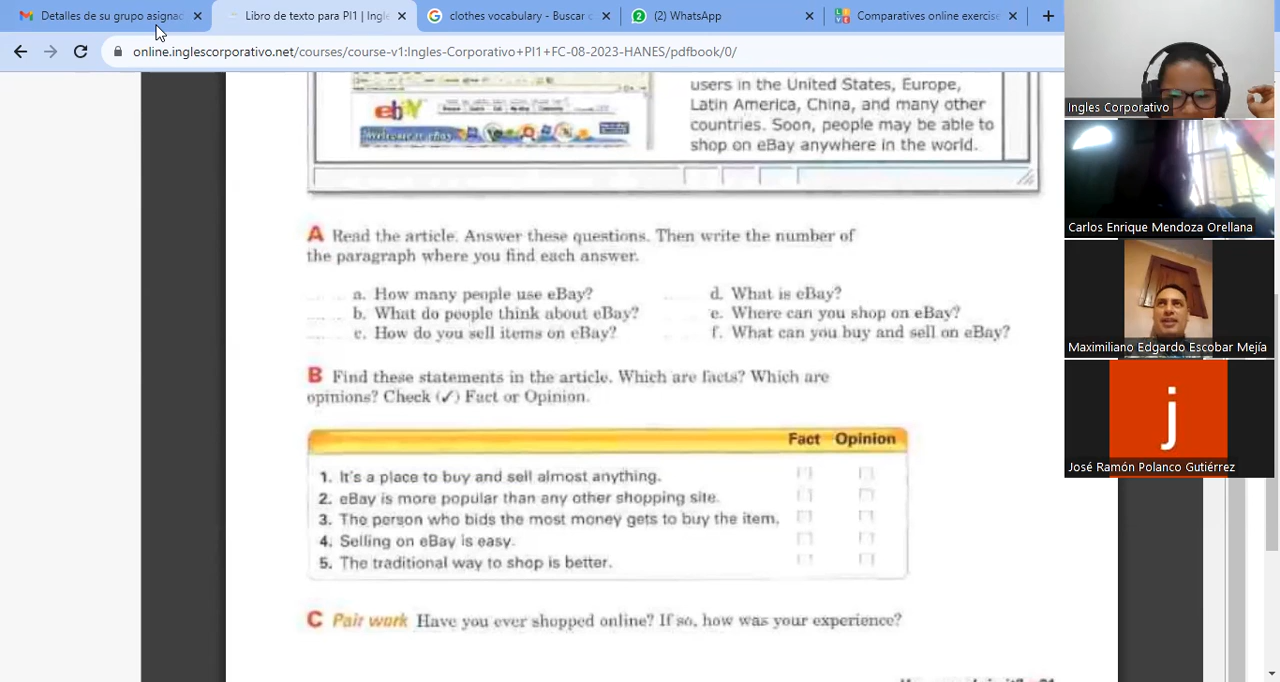 Detalles de su grupo asignac
Libro de texto para PI1 | Ingle
clothes vocabulary - Buscar c
(2) WhatsApp
Comparatives online exercise
online.inglescorporativo.net/courses/course-v1:Ingles-Corporativo+PI1+FC-08-2023-HANES/pdfbook/0/
Ingles Corporativo
Carlos Enrique Mendoza Orellana
Maximiliano Edgardo Escobar Mejía
j
José Ramón Polanco Gutiérrez
users in the United States, Europe,
Latin America, China, and many other
countries. Soon, people may be able to
shop on eBay anywhere in the world.
ebY
A Read the article. Answer these questions. Then write the number of
the paragraph where you find each answer.
a. How many people use eBay?
b. What do people think about eBay?
c. How do you sell items on eBay?
d. What is eBay?
e. Where can you shop on eBay?
f. What can you buy and sell on eBay?
B Find these statements in the article. Which are facts? Which are
opinions? Check (✓) Fact or Opinion.
Fact Opinion
1. It's a place to buy and sell almost anything.
2. eBay is more popular than any other shopping site.
3. The person who bids the most money gets to buy the item.
4. Selling on eBay is easy.
5. The traditional way to shop is better.
C Pair work Have you ever shopped online? If so, how was your experience?